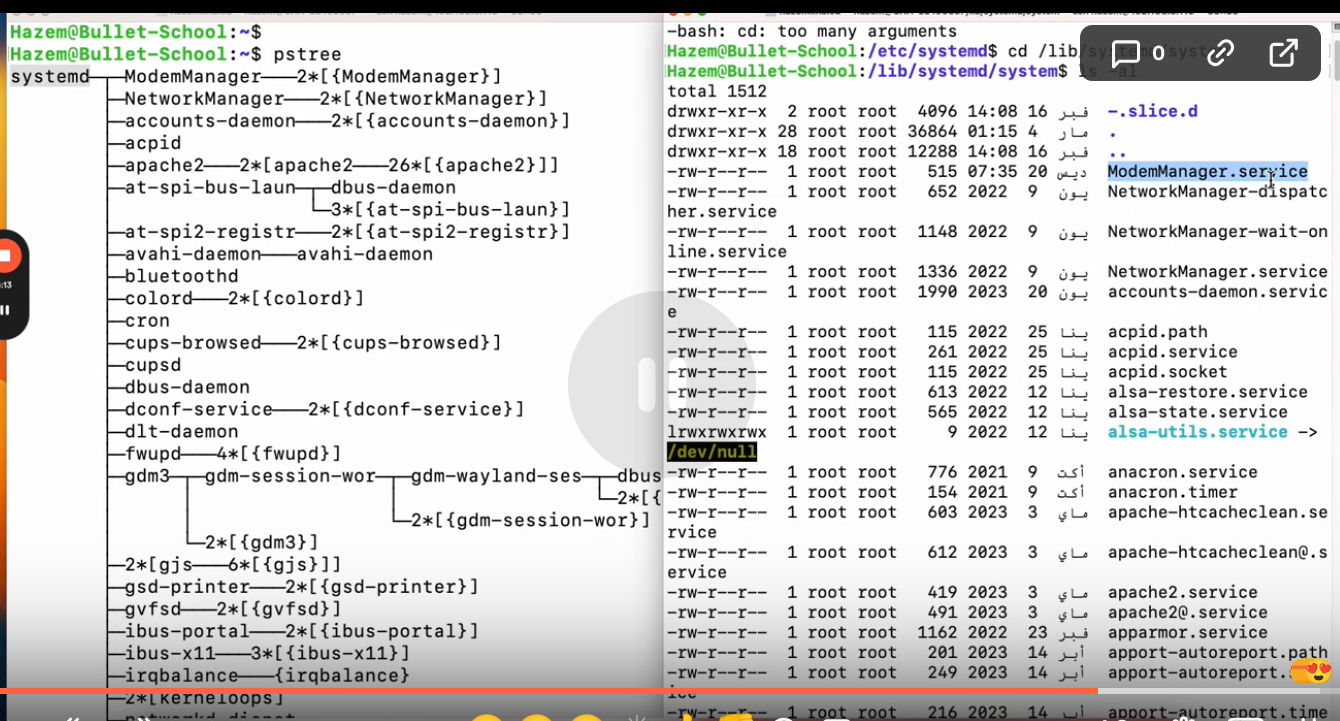 Hazem@Bullet-School:~$
Hazem@Bullet-School:~$ pstree
systemd─┬─ModemManager───2*[{ModemManager}]
├─NetworkManager───2*[{NetworkManager}]
├─accounts-daemon───2*[{accounts-daemon}]
├─acpid
├─apache2───2*[apache2───26*[{apache2}]]
├─at-spi-bus-laun─┬─dbus-daemon
└─3*[{at-spi-bus-laun}]
├─at-spi2-registr───2*[{at-spi2-registr}]
├─avahi-daemon───avahi-daemon
├─bluetoothd
├─colord───2*[{colord}]
├─cron
├─cups-browsed───2*[{cups-browsed}]
├─cupsd
├─dbus-daemon
├─dconf-service───2*[{dconf-service}]
├─dlt-daemon
├─fwupd───4*[{fwupd}]
├─gdm3─┬─gdm-session-wor─┬─gdm-wayland-ses─┬─dbus
└─2*[{
└─2*[{gdm-session-wor}]
└─2*[{gdm3}]
├─2*[gjs───6*[{gjs}]]
├─gsd-printer───2*[{gsd-printer}]
├─gvfsd───2*[{gvfsd}]
├─ibus-portal───2*[{ibus-portal}]
├─ibus-x11───3*[{ibus-x11}]
├─irqbalance───{irqbalance}
├─2*[kerneloops]
-bash: cd: too many arguments
Hazem@Bullet-School:/etc/systemd$ cd /lib/systemd/system
Hazem@Bullet-School:/lib/systemd/system$ ls -al
total 1512
drwxr-xr-x 2 root root 4096 14:08 16 فبر -.slice.d
drwxr-xr-x 28 root root 36864 01:15 4 مار .
drwxr-xr-x 18 root root 12288 14:08 16 فبر ..
-rw-r--r-- 1 root root 515 07:35 20 ديس ModemManager.service
-rw-r--r-- 1 root root 652 2022 9 يون NetworkManager-dispatc
her.service
-rw-r--r-- 1 root root 1148 2022 9 يون NetworkManager-wait-on
line.service
-rw-r--r-- 1 root root 1336 2022 9 يون NetworkManager.service
-rw-r--r-- 1 root root 1990 2023 20 يون accounts-daemon.servic
e
-rw-r--r-- 1 root root 115 2022 25 ينا acpid.path
-rw-r--r-- 1 root root 261 2022 25 ينا acpid.service
-rw-r--r-- 1 root root 115 2022 25 ينا acpid.socket
-rw-r--r-- 1 root root 613 2022 12 ينا alsa-restore.service
-rw-r--r-- 1 root root 565 2022 12 ينا alsa-state.service
lrwxrwxrwx 1 root root 9 2022 12 ينا alsa-utils.service ->
/dev/null
-rw-r--r-- 1 root root 776 2021 9 أكت anacron.service
-rw-r--r-- 1 root root 154 2021 9 أكت anacron.timer
-rw-r--r-- 1 root root 603 2023 3 ماي apache-htcacheclean.se
rvice
-rw-r--r-- 1 root root 612 2023 3 ماي apache-htcacheclean@.s
ervice
-rw-r--r-- 1 root root 419 2023 3 ماي apache2.service
-rw-r--r-- 1 root root 491 2023 3 ماي apache2@.service
-rw-r--r-- 1 root root 1162 2022 23 فبر apparmor.service
-rw-r--r-- 1 root root 201 2023 14 أبر apport-autoreport.path
-rw-r--r-- 1 root root 249 2023 14 أبر apport-autoreport.
ice
-rw-r--r-- 1 root root 216 2023 14 أبر apport-autoreport.time
0
:13